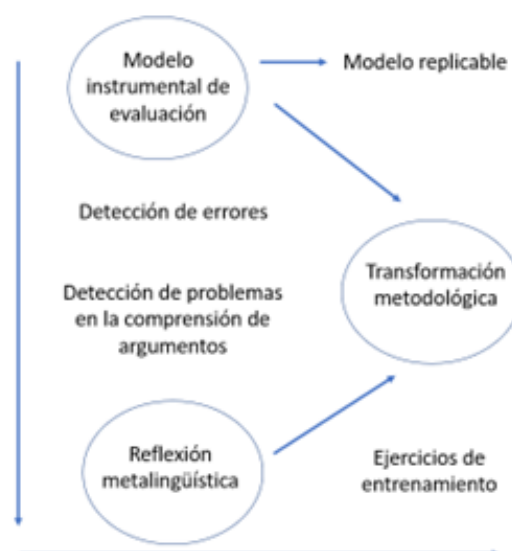 Modelo
instrumental de
evaluación
Modelo replicable
Detección de errores
Detección de problemas
en la comprensión de
argumentos
Transformación
metodológica
Reflexión
metalingüística
Ejercicios de
entrenamiento